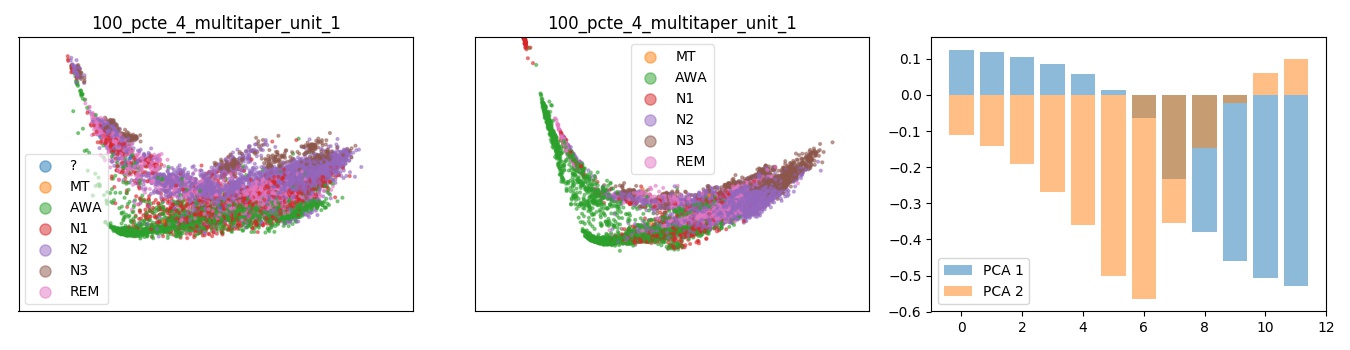 100_pcte_4_multitaper_unit_1
?
MT
AWA
N1
N2
N3
REM
100_pcte_4_multitaper_unit_1
MT
AWA
N1
N2
N3
REM
0.1
0.0
−0.1
−0.2
−0.3
−0.4
−0.5
−0.6
PCA 1
PCA 2
0 2 4 6 8 10 12